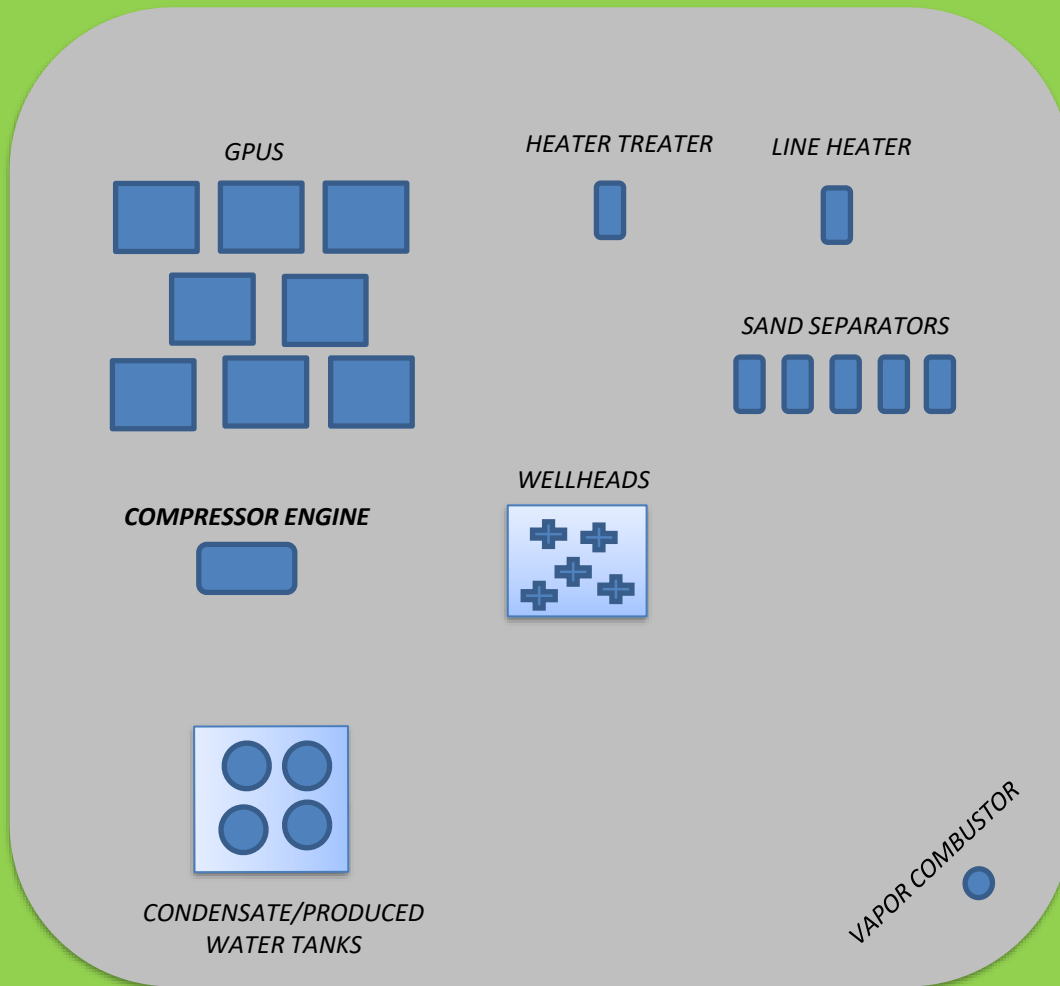 GPUS
HEATER TREATER
LINE HEATER
SAND SEPARATORS
WELLHEADS
COMPRESSOR ENGINE
CONDENSATE/PRODUCED
WATER TANKS
VAPOR COMBUSTOR